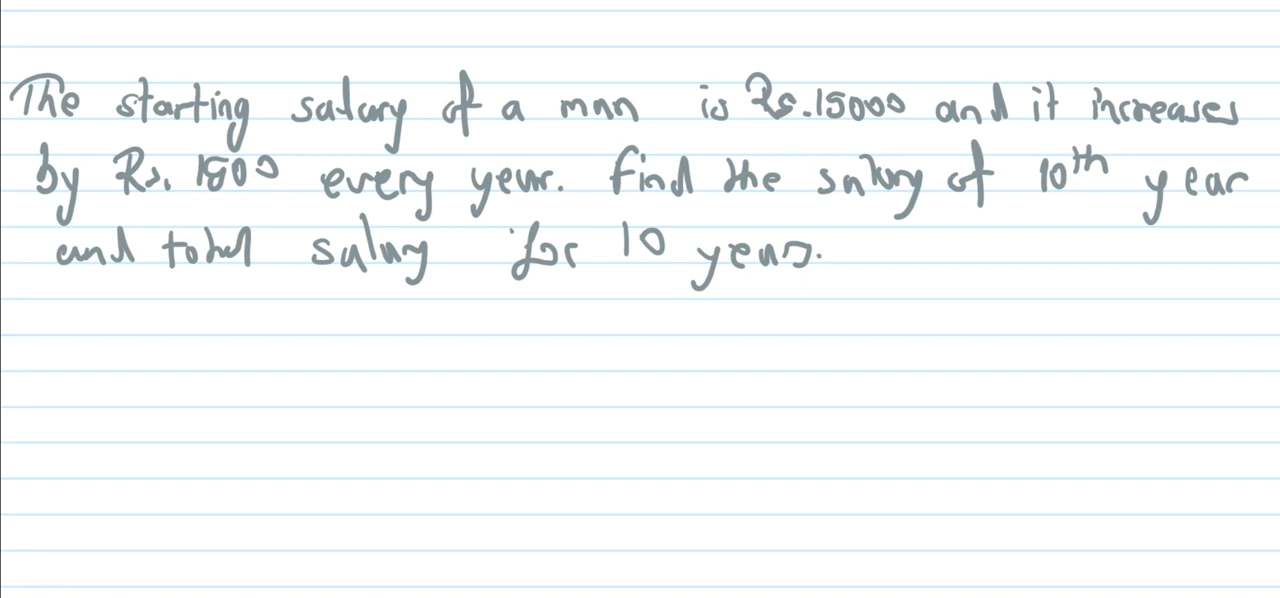 The starting salary of a man is Rs.15000 and it increases
by Rs. 1500 every year. find the salary of 10th year
and total salary for 10 years.